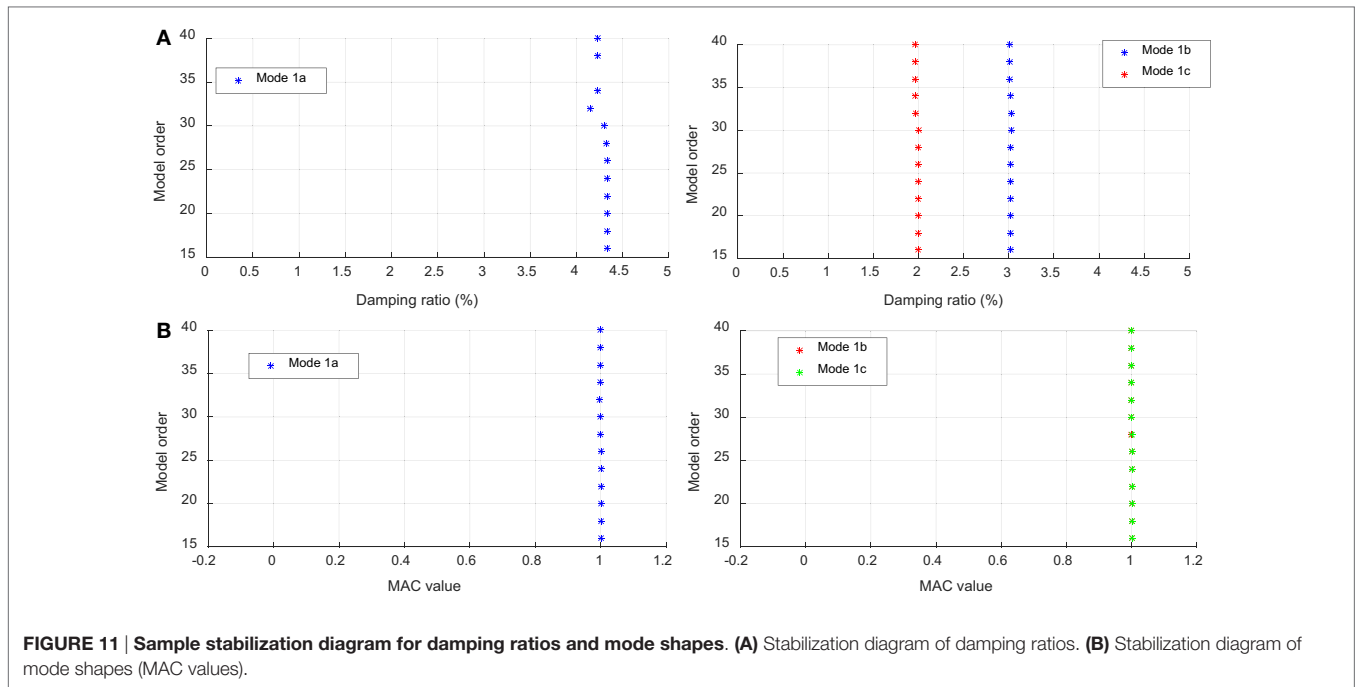 A
40
35
30
25
20
15
Model order
Mode 1a
0 0.5 1 1.5 2 2.5 3 3.5 4 4.5 5
Damping ratio (%)
40
35
30
25
20
15
Model order
Mode 1b
Mode 1c
0 0.5 1 1.5 2 2.5 3 3.5 4 4.5 5
Damping ratio (%)
B
40
35
30
25
20
15
Model order
Mode 1a
-0.2 0 0.2 0.4 0.6 0.8 1 1.2
MAC value
40
35
30
25
20
15
Model order
Mode 1b
Mode 1c
-0.2 0 0.2 0.4 0.6 0.8 1 1.2
MAC value
FIGURE 11 | Sample stabilization diagram for damping ratios and mode shapes. (A) Stabilization diagram of damping ratios. (B) Stabilization diagram of
mode shapes (MAC values).